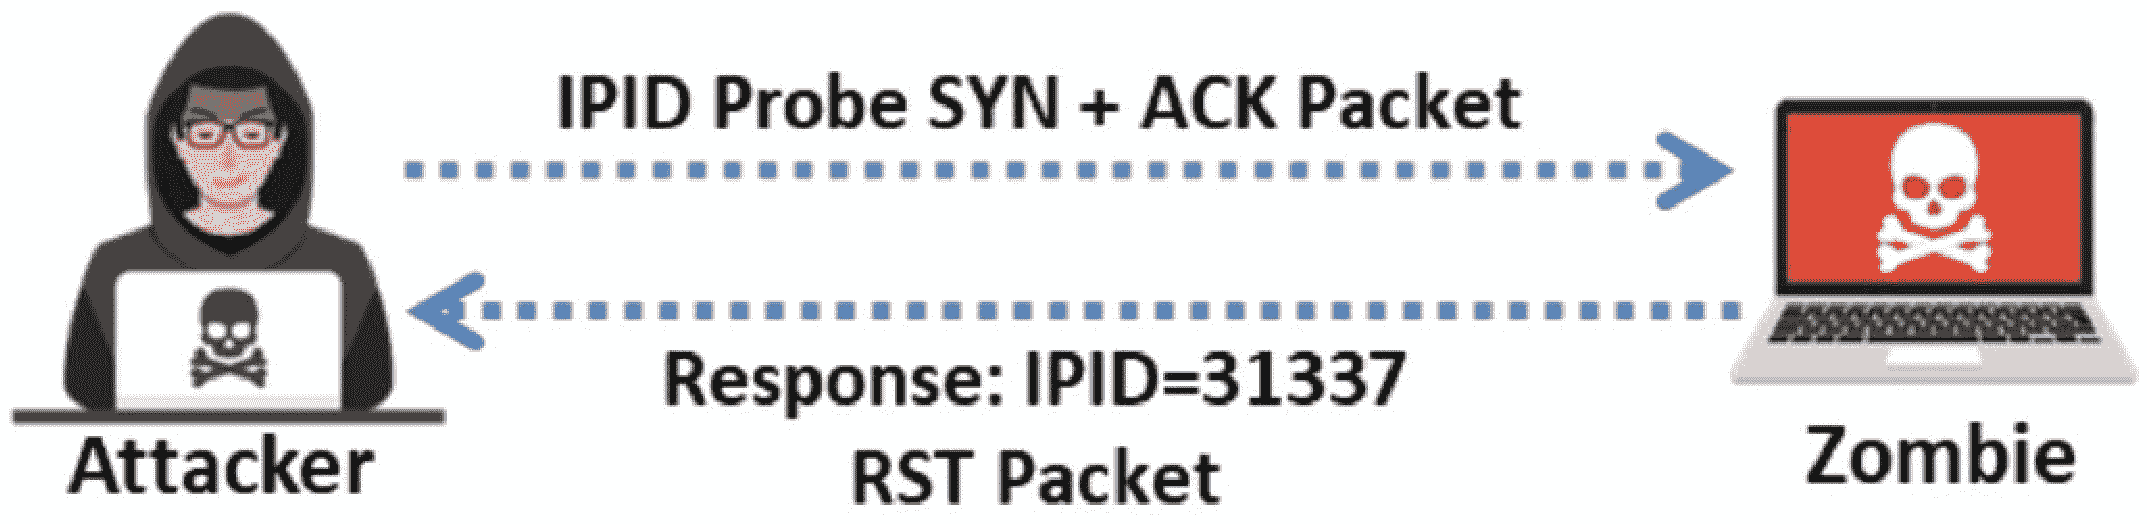 IPID Probe SYN + ACK Packet
Response: IPID=31337
RST Packet
Attacker
Zombie